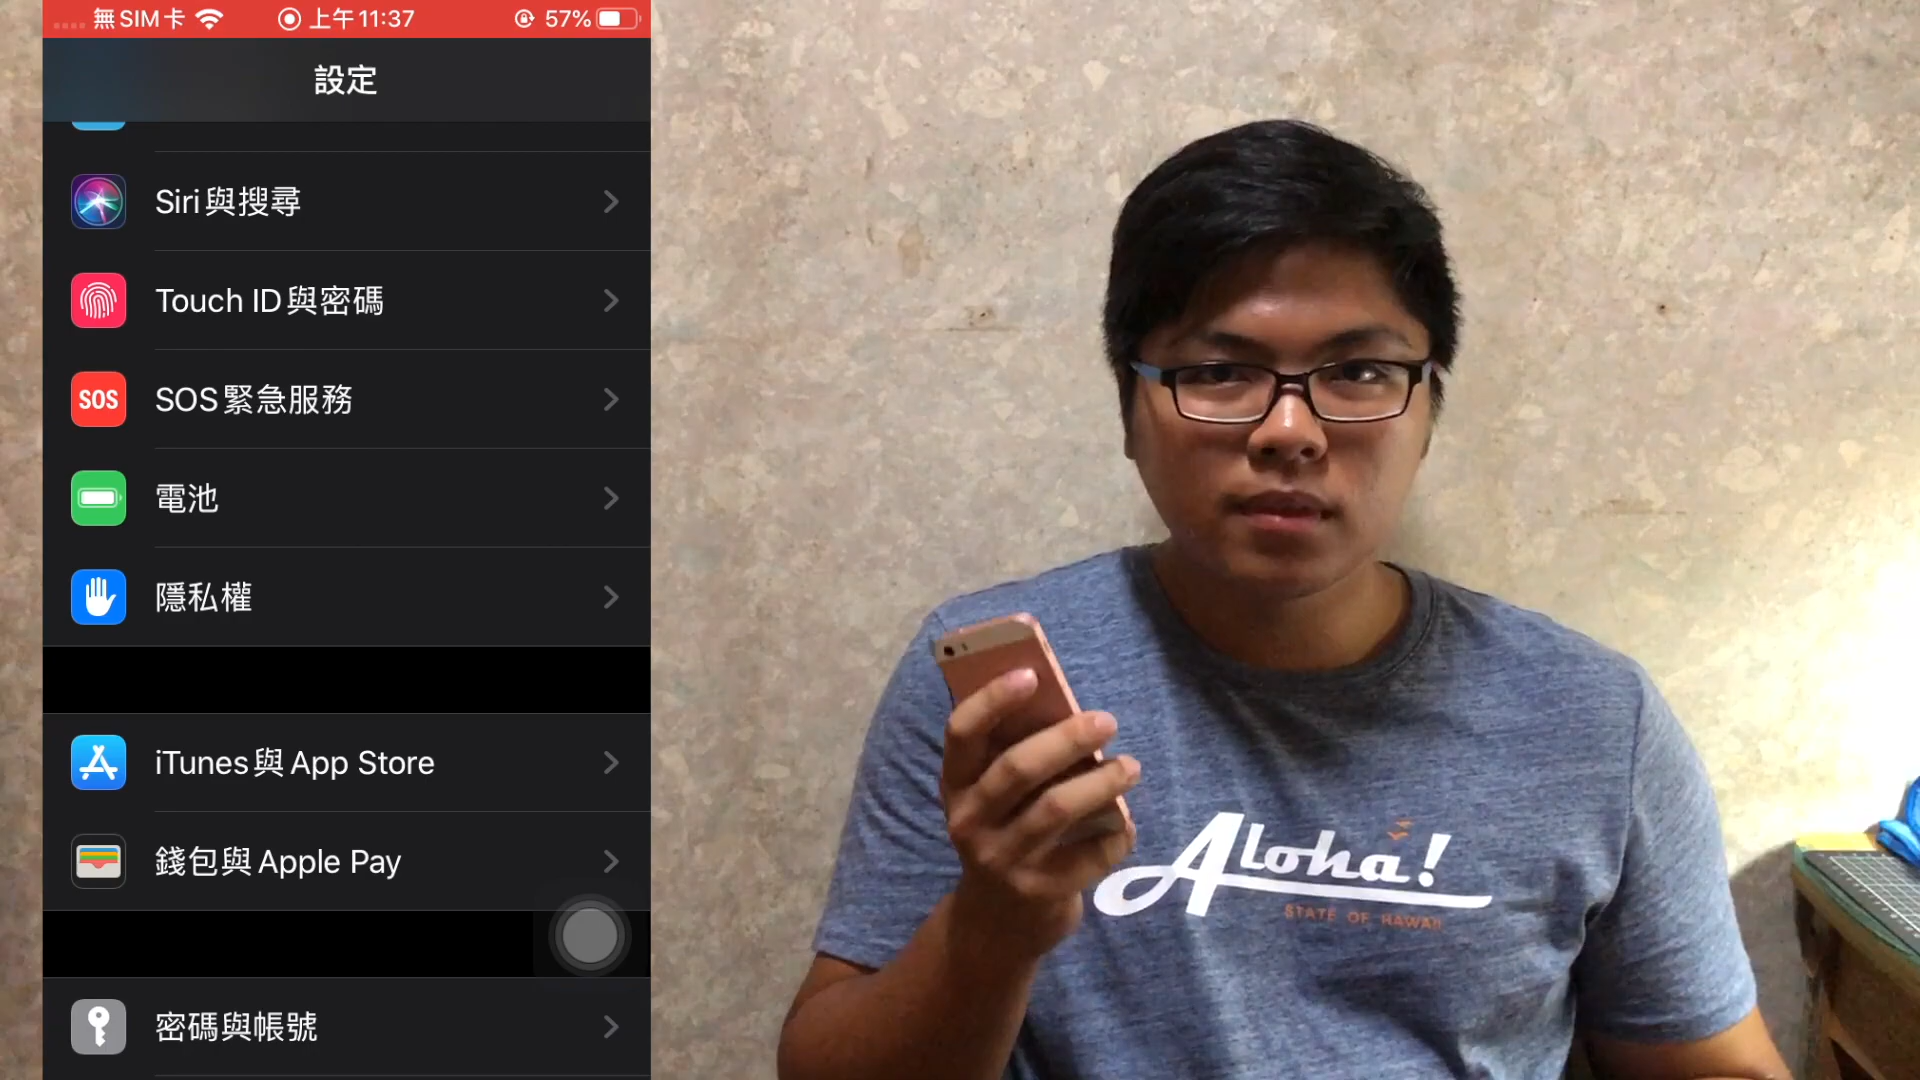 無SIM卡 上午11:37 57%
設定
Siri與搜尋
Touch ID與密碼
SOS SOS緊急服務
電池
隱私權
iTunes與App Store
錢包與Apple Pay
密碼與帳號
Aloha!
STATE OF HAWAII